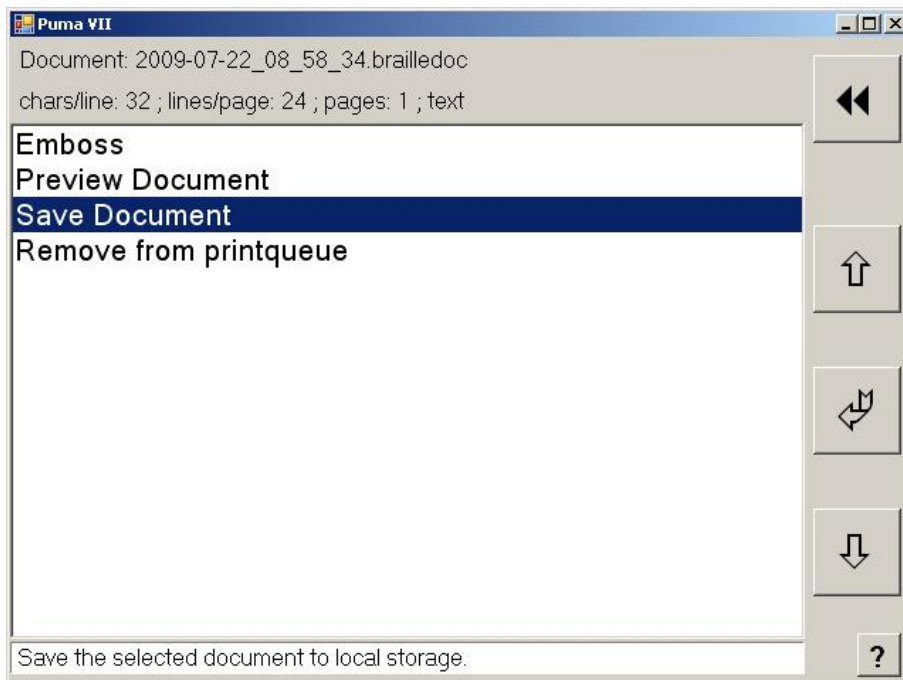 Puma VII
Document: 2009-07-22_08_58_34.brailledoc
chars/line: 32 ; lines/page: 24 ; pages: 1 ; text
Emboss
Preview Document
Save Document
Remove from printqueue
Save the selected document to local storage.
?